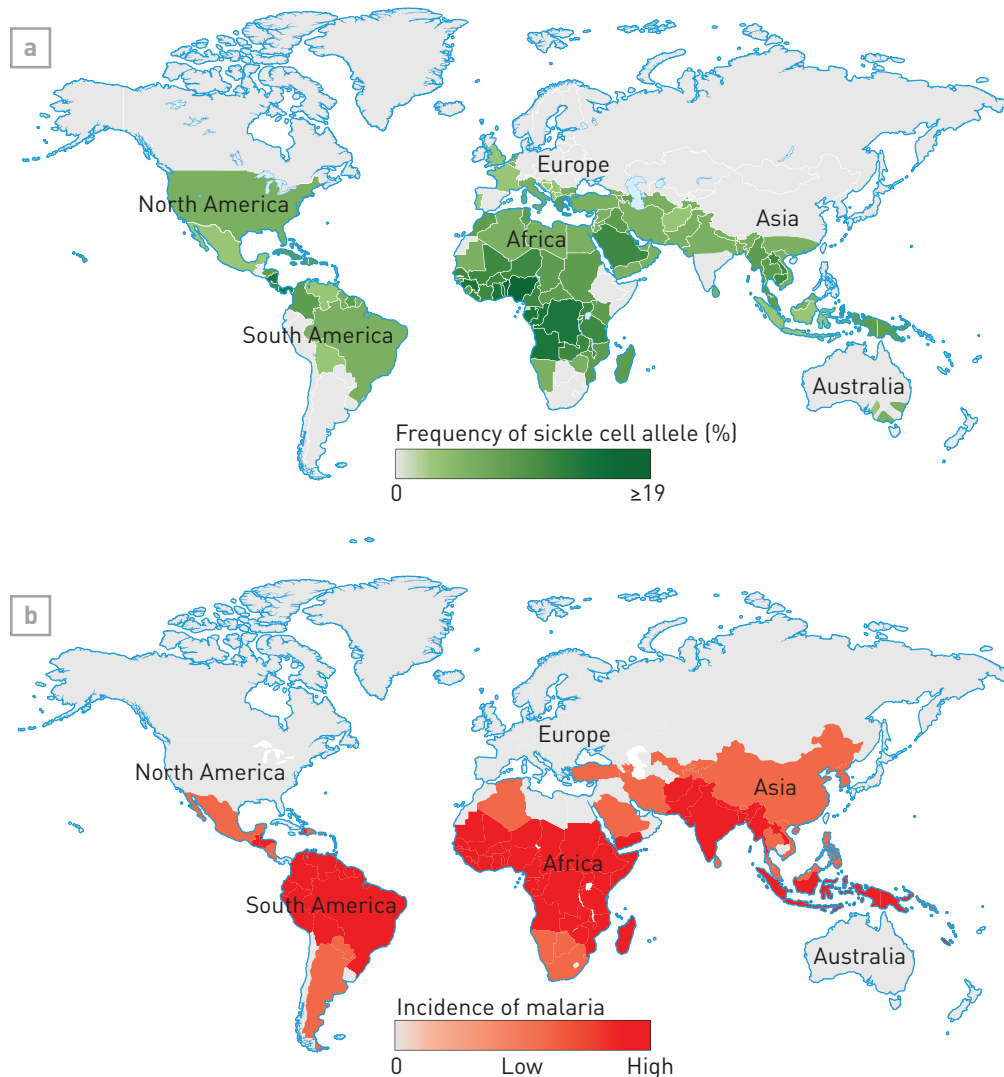 a
Europe
North America
Asia
Africa
South America
Australia
Frequency of sickle cell allele (%)
0 ≥19
b
Europe
North America
Asia
Africa
South America
Australia
Incidence of malaria
0 Low High